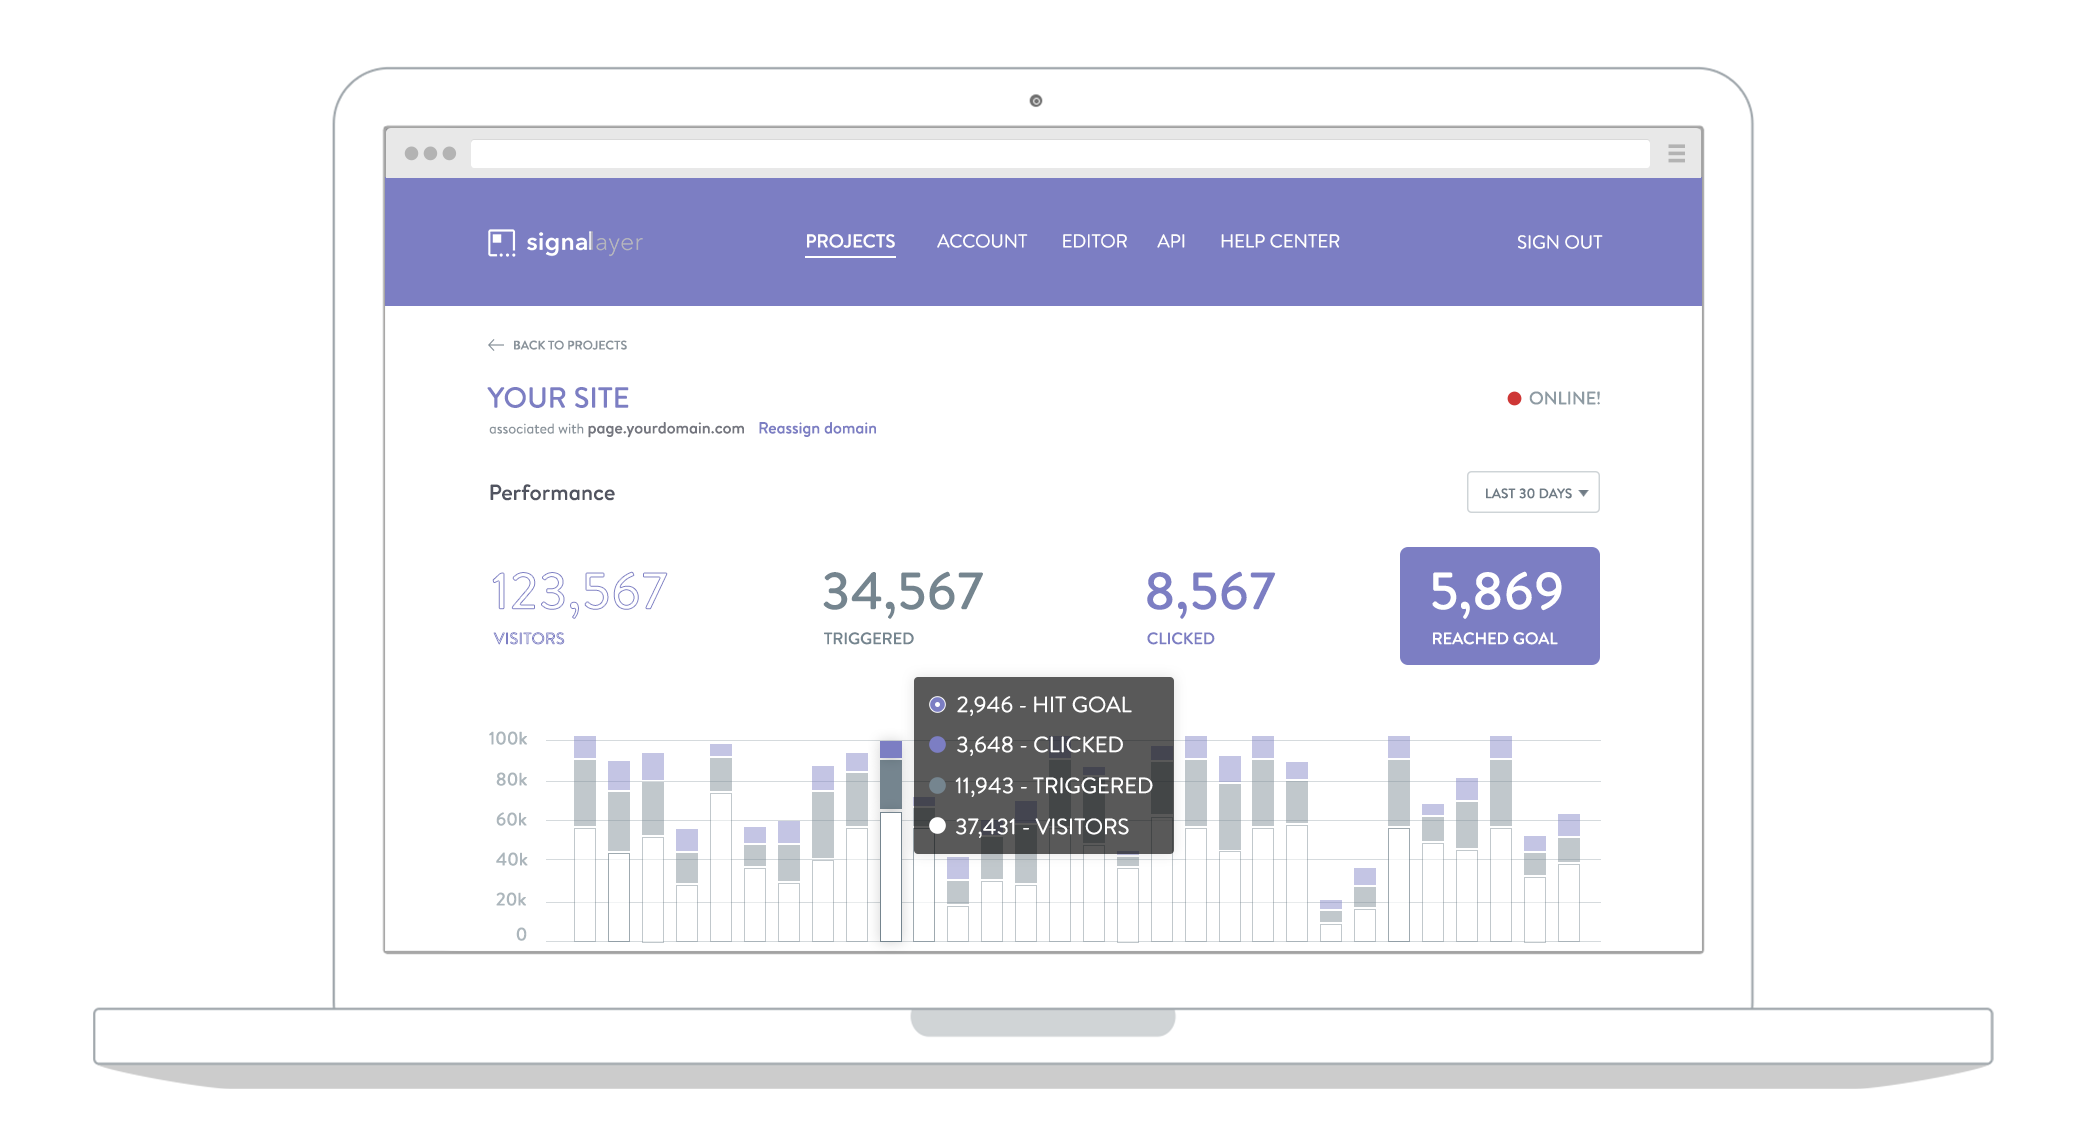 signalayer
PROJECTS ACCOUNT EDITOR API HELP CENTER SIGN OUT
BACK TO PROJECTS
YOUR SITE
ONLINE!
associated with page.yourdomain.com Reassign domain
Performance
LAST 30 DAYS
123,567 34,567 8,567 5,869
VISITORS TRIGGERED CLICKED REACHED GOAL
2,946 - HIT GOAL
3,648 - CLICKED
11,943 - TRIGGERED
37,431 - VISITORS
100k
80k
60k
40k
20k
0